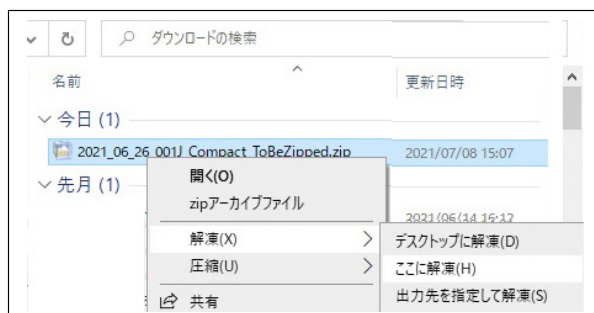 ダウンロードの検索
名前 更新日時
今日 (1)
2021_06_26_001J_Compact_ToBeZipped.zip 2021/07/08 15:07
先月 (1)
開く(O)
zipアーカイブファイル
2021/06/14 16:12
解凍(X)
デスクトップに解凍(D)
圧縮(U)
ここに解凍(H)
共有
出力先を指定して解凍(S)